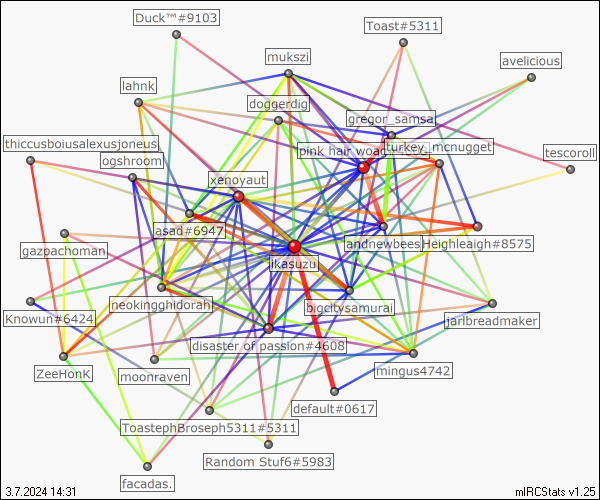 Duck™#9103
Toast#5311
mukszi
avelicious
lahnk
doggerdig
gregor_samsa
thiccusboiusalexusjoneus
pink hair woa
turkey_mcnugget
tescoroll
ogshroom
xenoyaut
asad#6947
andnewbees
Heighleaigh#8575
gazpachoman
ikasuzu
neokingghidorah
bigcitysamurai
Knowun#6424
jarlbreadmaker
disaster of passion#4608
ZeeHonK
moonraven
mingus4742
default#0617
ToastephBroseph5311#5311
Random Stuf6#5983
facadas.
3.7.2024 14:31
mIRCStats v1.25